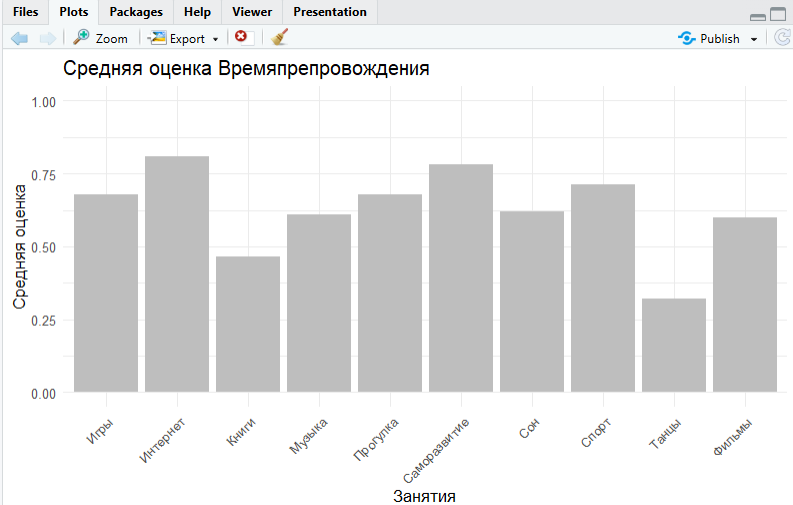 Files Plots Packages Help Viewer Presentation
Zoom Export Publish
Средняя оценка Времяпрепровождения
Средняя оценка
1.00
0.75
0.50
0.25
0.00
Игры Интернет Книги Музыка Прогулка Саморазвитие Сон Спорт Танцы Фильмы
Занятия